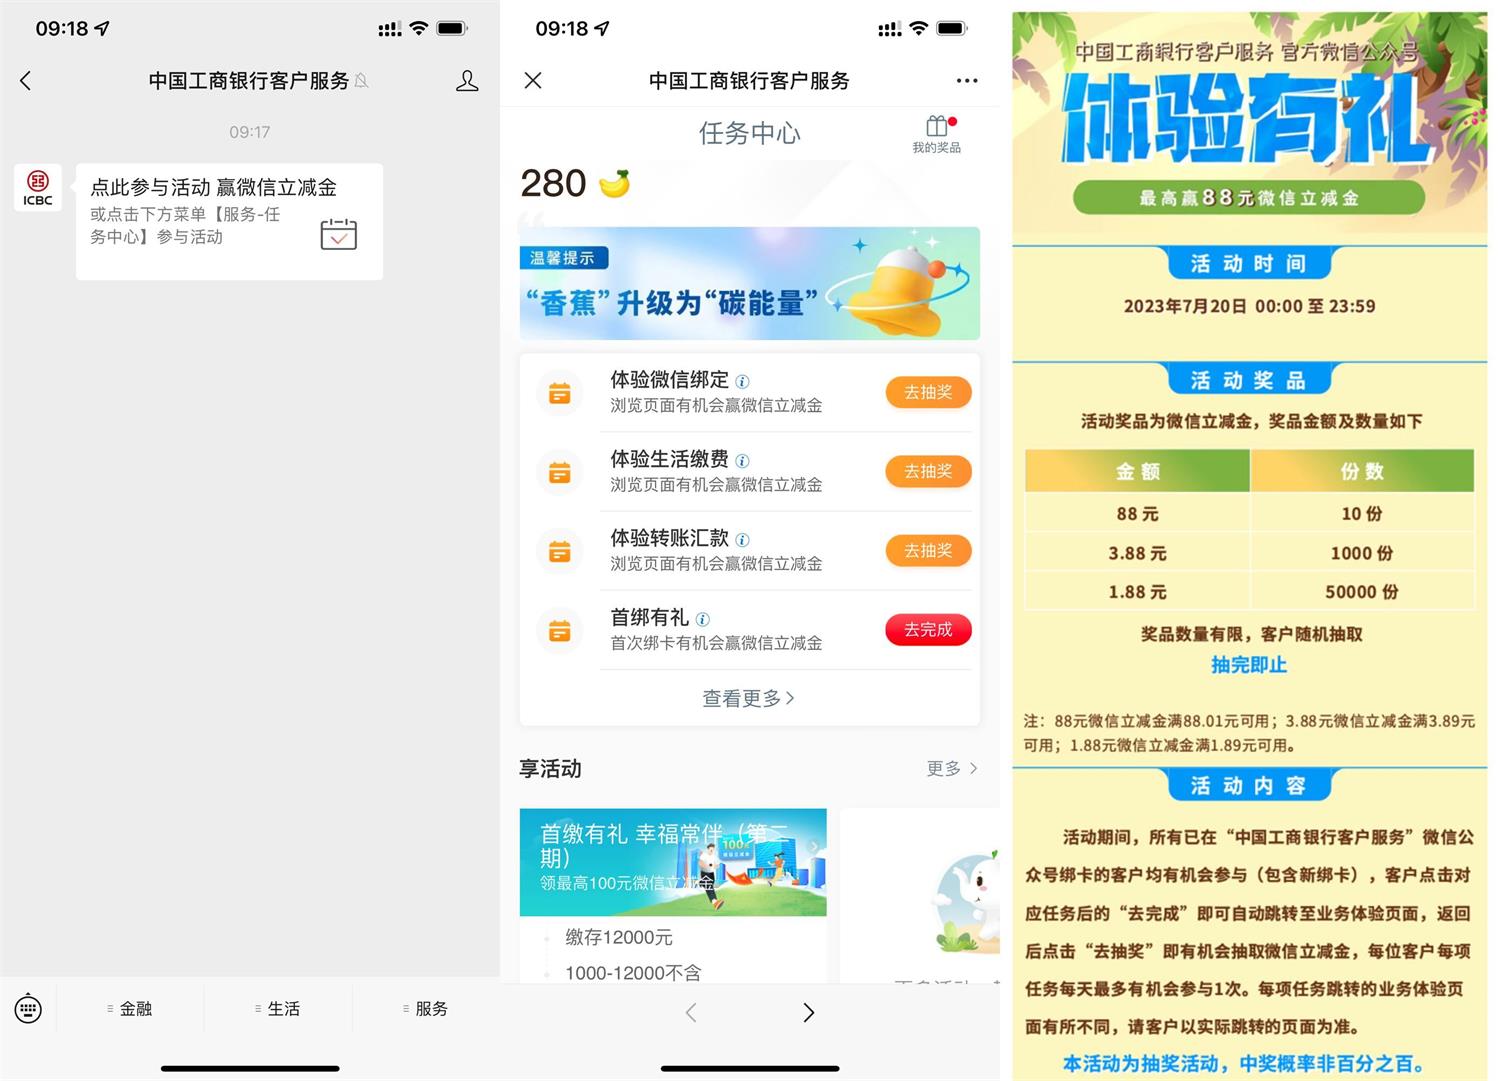 09:18
中国工商银行客户服务
09:17
ICBC
点此参与活动 赢微信立减金
或点击下方菜单【服务-任
务中心】参与活动
金融
生活
服务
09:18
中国工商银行客户服务
任务中心
我的奖品
280
温馨提示
“香蕉”升级为“碳能量”
体验微信绑定
浏览页面有机会赢微信立减金
去抽奖
体验生活缴费
浏览页面有机会赢微信立减金
去抽奖
体验转账汇款
浏览页面有机会赢微信立减金
去抽奖
首绑有礼
首次绑卡有机会赢微信立减金
去完成
查看更多
享活动
更多
首缴有礼 幸福常伴（第二
期）
领最高100元微信立减金
100元
缴存12000元
1000-12000不含
中国工商银行客户服务 官方微信公众号
体验有礼
最高赢88元微信立减金
活动时间
2023年7月20日 00:00 至 23:59
活动奖品
活动奖品为微信立减金，奖品金额及数量如下
金额 份数
88 元 10 份
3.88 元 1000 份
1.88 元 50000 份
奖品数量有限，客户随机抽取
抽完即止
注：88元微信立减金满88.01元可用；3.88元微信立减金满3.89元
可用；1.88元微信立减金满1.89元可用。
活动内容
活动期间，所有已在“中国工商银行客户服务”微信公
众号绑卡的客户均有机会参与（包含新绑卡），客户点击对
应任务后的“去完成”即可自动跳转至业务体验页面，返回
后点击“去抽奖”即有机会抽取微信立减金，每位客户每项
任务每天最多有机会参与1次。每项任务跳转的业务体验页
面有所不同，请客户以实际跳转的页面为准。
本活动为抽奖活动，中奖概率非百分之百。